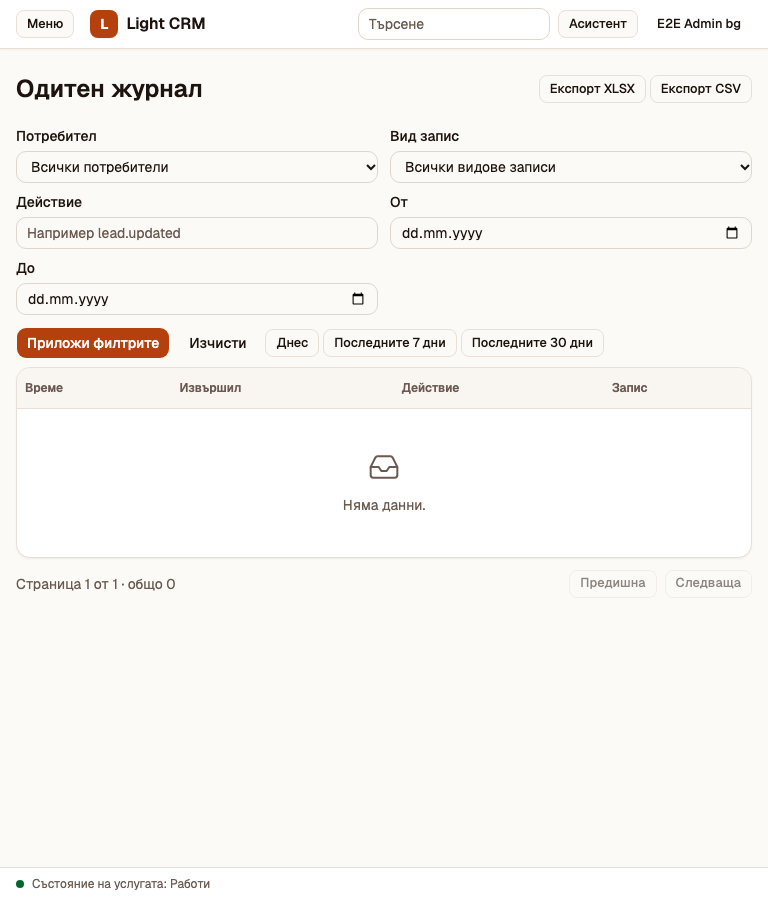 Меню
L
Light CRM
Търсене
Асистент
E2E Admin bg
Одитен журнал
Експорт XLSX
Експорт CSV
Потребител
Вид запис
Всички потребители
Всички видове записи
Действие
От
Например lead.updated
dd.mm.yyyy
До
dd.mm.yyyy
Приложи филтрите
Изчисти
Днес
Последните 7 дни
Последните 30 дни
Време
Извършил
Действие
Запис
Няма данни.
Страница 1 от 1 · общо 0
Предишна
Следваща
Състояние на услугата: Работи